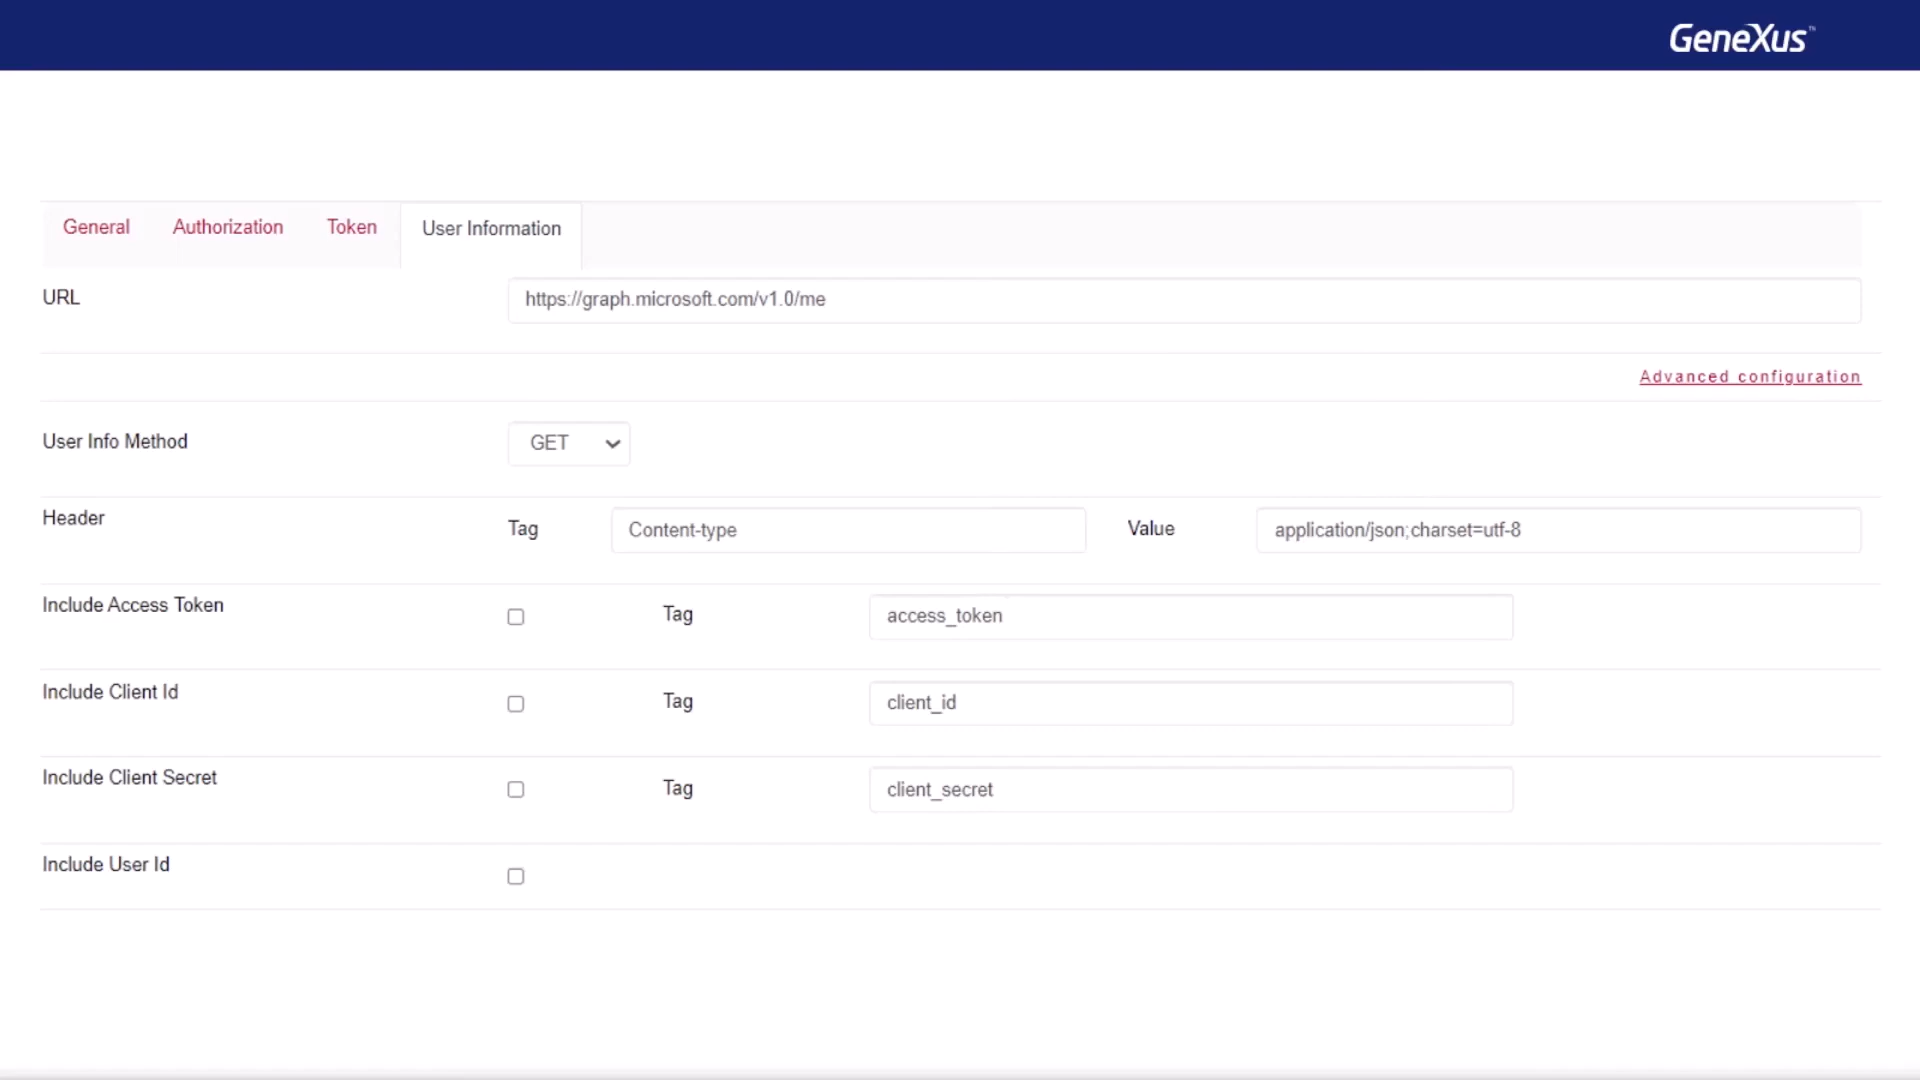 GeneXus™
General Authorization Token User Information
URL https://graph.microsoft.com/v1.0/me
Advanced configuration
User Info Method GET
Header Tag Content-type Value application/json;charset=utf-8
Include Access Token Tag access_token
Include Client Id Tag client_id
Include Client Secret Tag client_secret
Include User Id